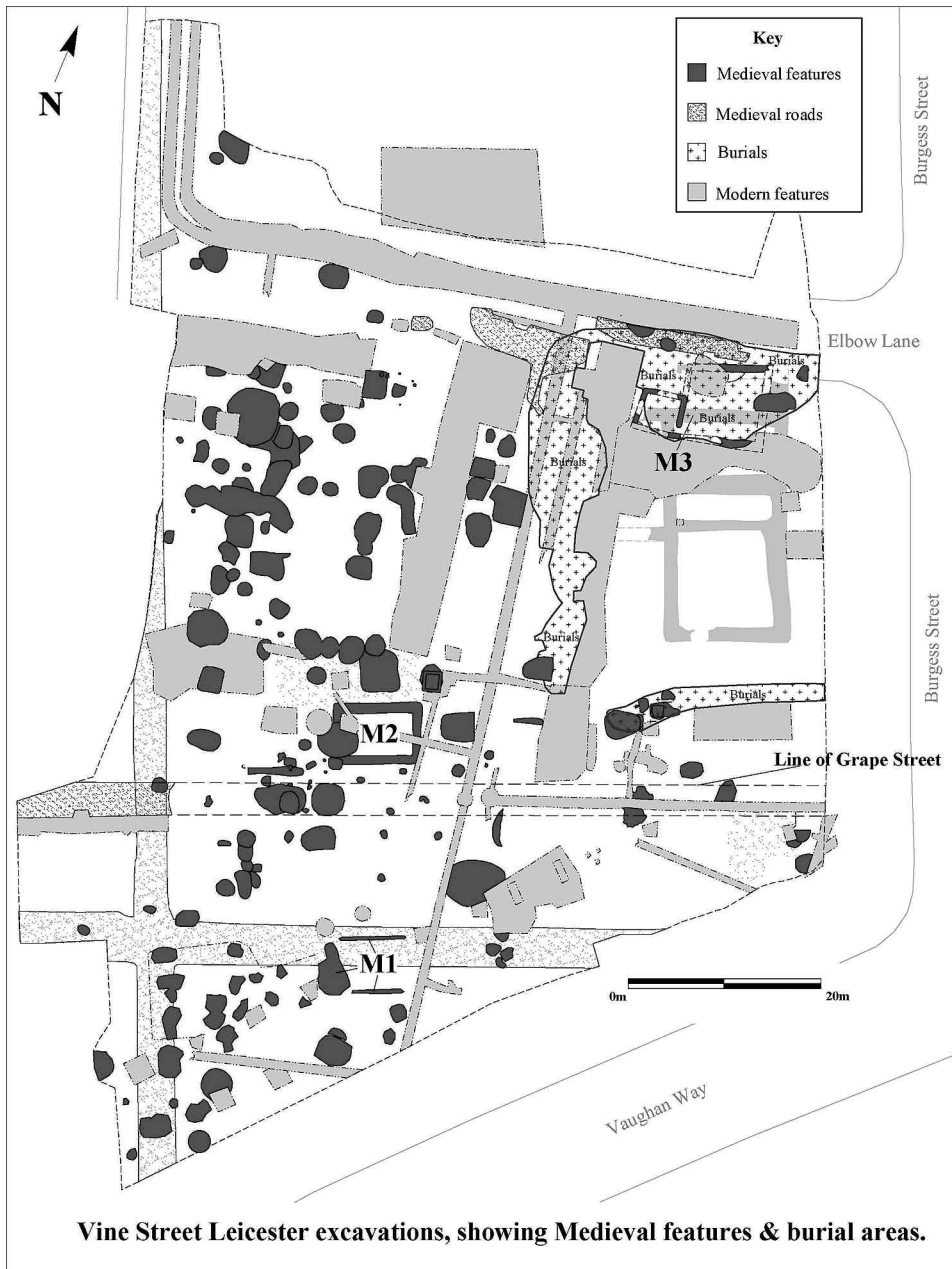 N
Key
Medieval features
Medieval roads
Burials
Modern features
Burgess Street
Elbow Lane
Burials
Burials
Burials
Burials
M3
Burials
Burials
Burgess Street
M2
Line of Grape Street
M1
0m 20m
Vaughan Way
Vine Street Leicester excavations, showing Medieval features & burial areas.